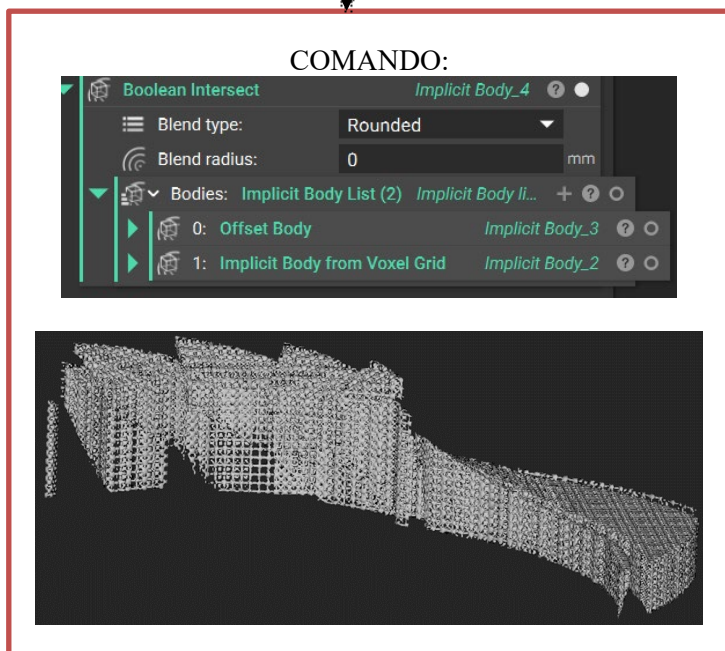 COMANDO:
Boolean Intersect Implicit Body_4 ?
Blend type: Rounded
Blend radius: 0 mm
Bodies: Implicit Body List (2) Implicit Body li... + ?
0: Offset Body Implicit Body_3 ?
1: Implicit Body from Voxel Grid Implicit Body_2 ?